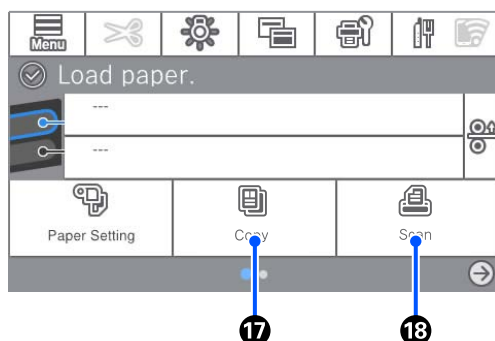 Menu
Load paper.
---
---
Paper Setting
Copy
Scan
17
18